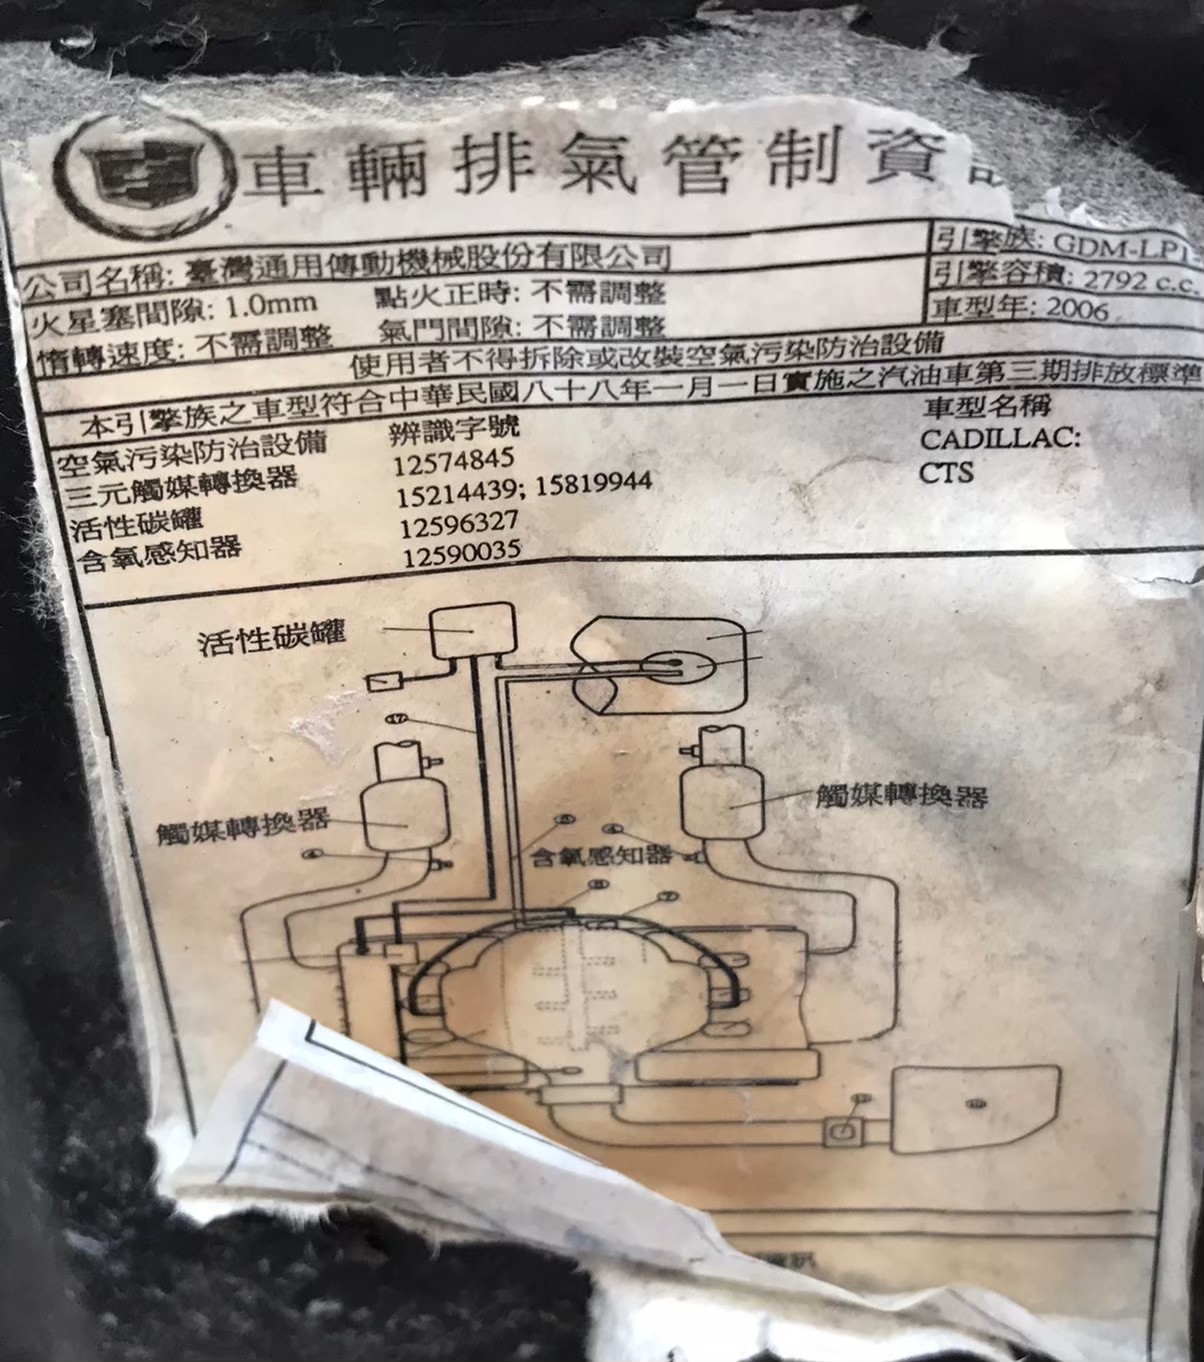 車輛排氣管制資
公司名稱: 臺灣通用傳動機械股份有限公司
引擎族: GDM-LP1
火星塞間隙: 1.0mm 點火正時: 不需調整
引擎容積: 2792 c.c.
惰轉速度: 不需調整 氣門間隙: 不需調整
車型年: 2006
使用者不得拆除或改裝空氣污染防治設備
本引擎族之車型符合中華民國八十八年一月一日實施之汽油車第三期排放標準
空氣污染防治設備 辨識字號 車型名稱
三元觸媒轉換器 12574845 CADILLAC:
15214439; 15819944 CTS
活性碳罐 12596327
含氧感知器 12590035
活性碳罐
17
觸媒轉換器
觸媒轉換器
含氧感知器